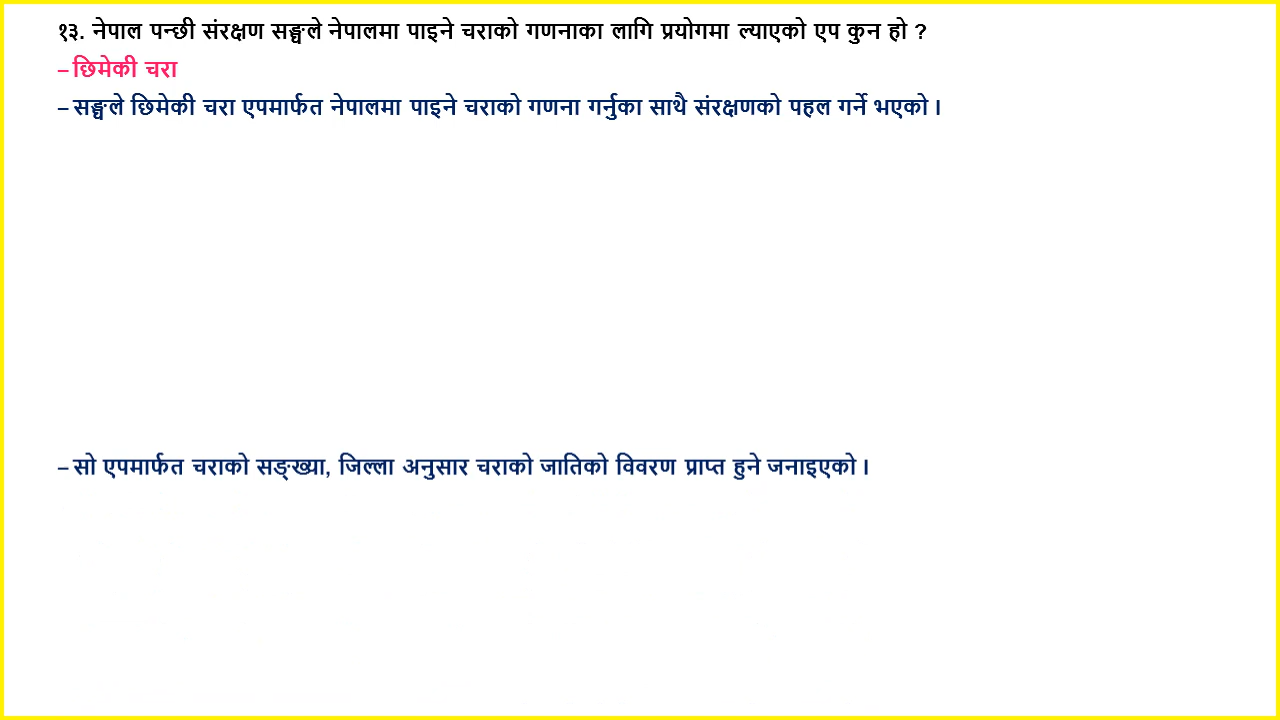 १३. नेपाल पन्छी संरक्षण सङ्घले नेपालमा पाइने चराको गणनाका लागि प्रयोगमा ल्याएको एप कुन हो ?
– छिमेकी चरा
– सङ्घले छिमेकी चरा एपमार्फत नेपालमा पाइने चराको गणना गर्नुका साथै संरक्षणको पहल गर्ने भएको ।
– सो एपमार्फत चराको सङ्ख्या, जिल्ला अनुसार चराको जातिको विवरण प्राप्त हुने जनाइएको ।